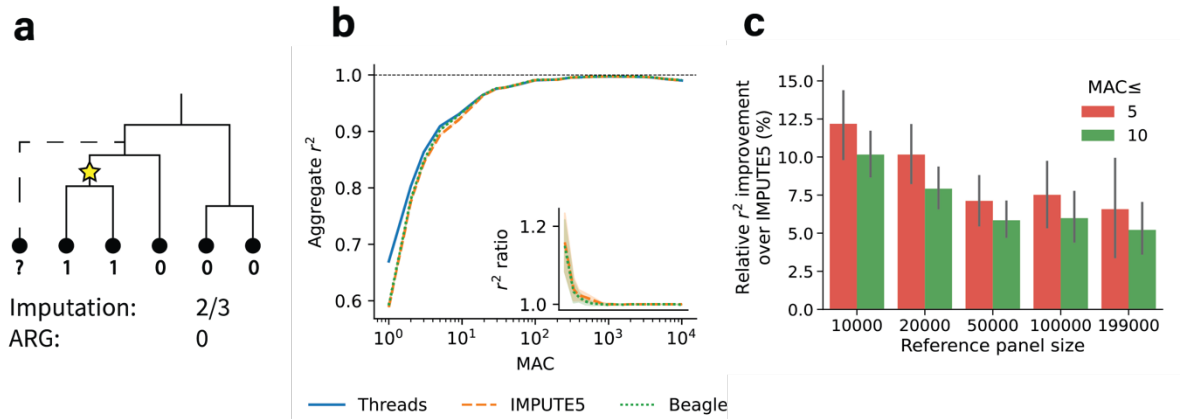 a
? 1 1 0 0 0
Imputation: 2/3
ARG: 0
b
Aggregate r²
1.0
0.9
0.8
0.7
0.6
10⁰ 10¹ 10² 10³ 10⁴
MAC
r² ratio
1.2
1.0
Threads IMPUTE5 Beagle
c
Relative r² improvement
over IMPUTE5 (%)
15.0
12.5
10.0
7.5
5.0
2.5
0.0
MAC≤
5
10
10000 20000 50000 100000 199000
Reference panel size